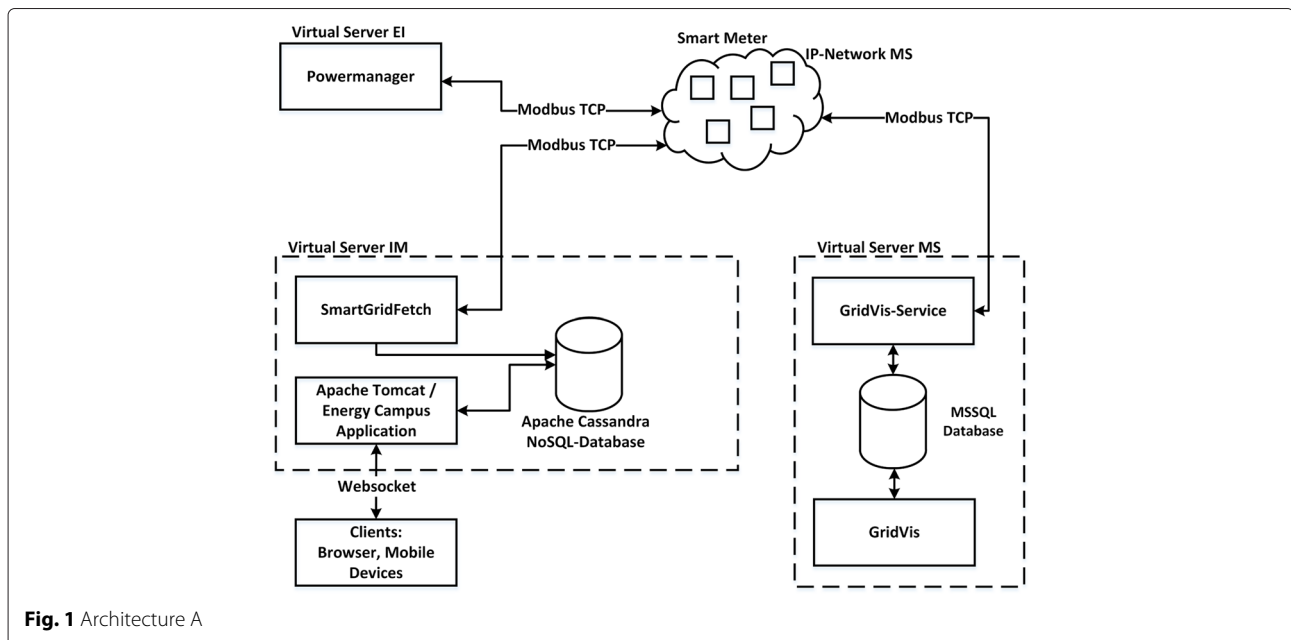 Virtual Server EI
Powermanager
Smart Meter
IP-Network MS
Modbus TCP
Modbus TCP
Modbus TCP
Virtual Server IM
SmartGridFetch
Apache Tomcat /
Energy Campus
Application
Apache Cassandra
NoSQL-Database
Websocket
Clients:
Browser, Mobile
Devices
Virtual Server MS
GridVis-Service
MSSQL
Database
GridVis
Fig. 1 Architecture A